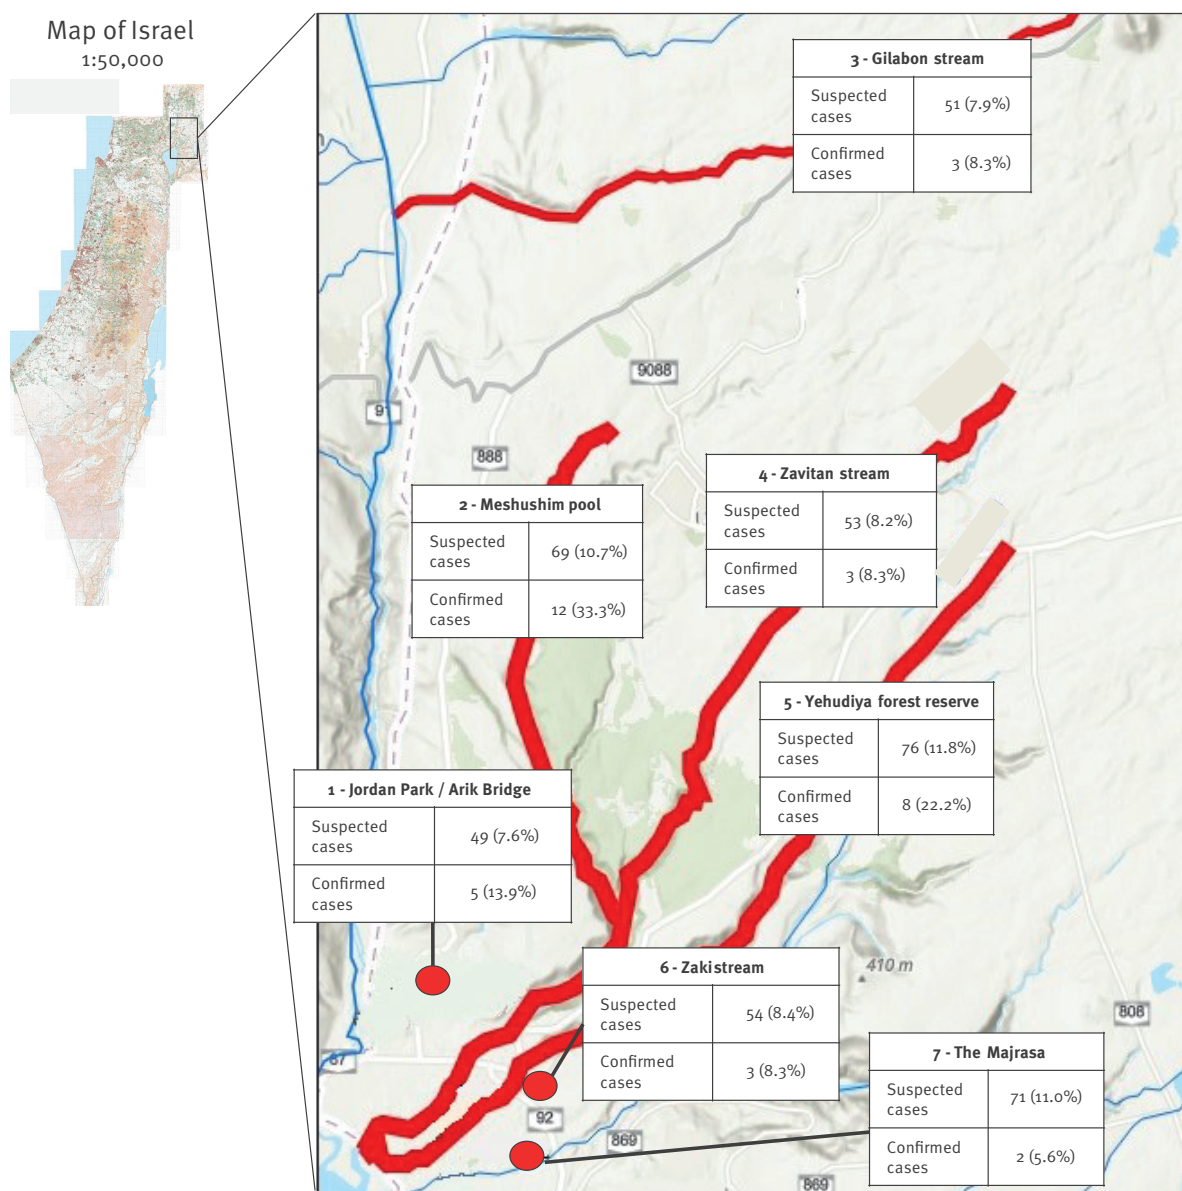 Map of Israel
1:50,000
3 - Gilabon stream
Suspected
cases
51 (7.9%)
Confirmed
cases
3 (8.3%)
9088
91
888
2 - Meshushim pool
Suspected
cases
69 (10.7%)
Confirmed
cases
12 (33.3%)
4 - Zavitan stream
Suspected
cases
53 (8.2%)
Confirmed
cases
3 (8.3%)
5 - Yehudiya forest reserve
Suspected
cases
76 (11.8%)
Confirmed
cases
8 (22.2%)
1 - Jordan Park / Arik Bridge
Suspected
cases
49 (7.6%)
Confirmed
cases
5 (13.9%)
6 - Zakistream
Suspected
cases
54 (8.4%)
Confirmed
cases
3 (8.3%)
410 m
808
87
7 - The Majrasa
Suspected
cases
71 (11.0%)
Confirmed
cases
2 (5.6%)
92
869
869